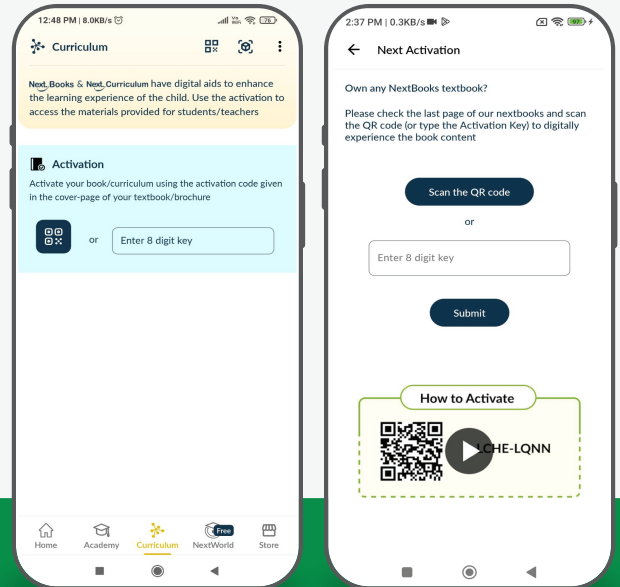 12:48 PM | 8.0KB/s
76
Curriculum
Next Books & Next Curriculum have digital aids to enhance
the learning experience of the child. Use the activation to
access the materials provided for students/teachers
Activation
Activate your book/curriculum using the activation code given
in the cover-page of your textbook/brochure
or
Enter 8 digit key
Home
Academy
Curriculum
Free
NextWorld
Store
2:37 PM | 0.3KB/s
97
Next Activation
Own any NextBooks textbook?
Please check the last page of our nextbooks and scan
the QR code (or type the Activation Key) to digitally
experience the book content
Scan the QR code
or
Enter 8 digit key
Submit
How to Activate
LCHE-LQNN